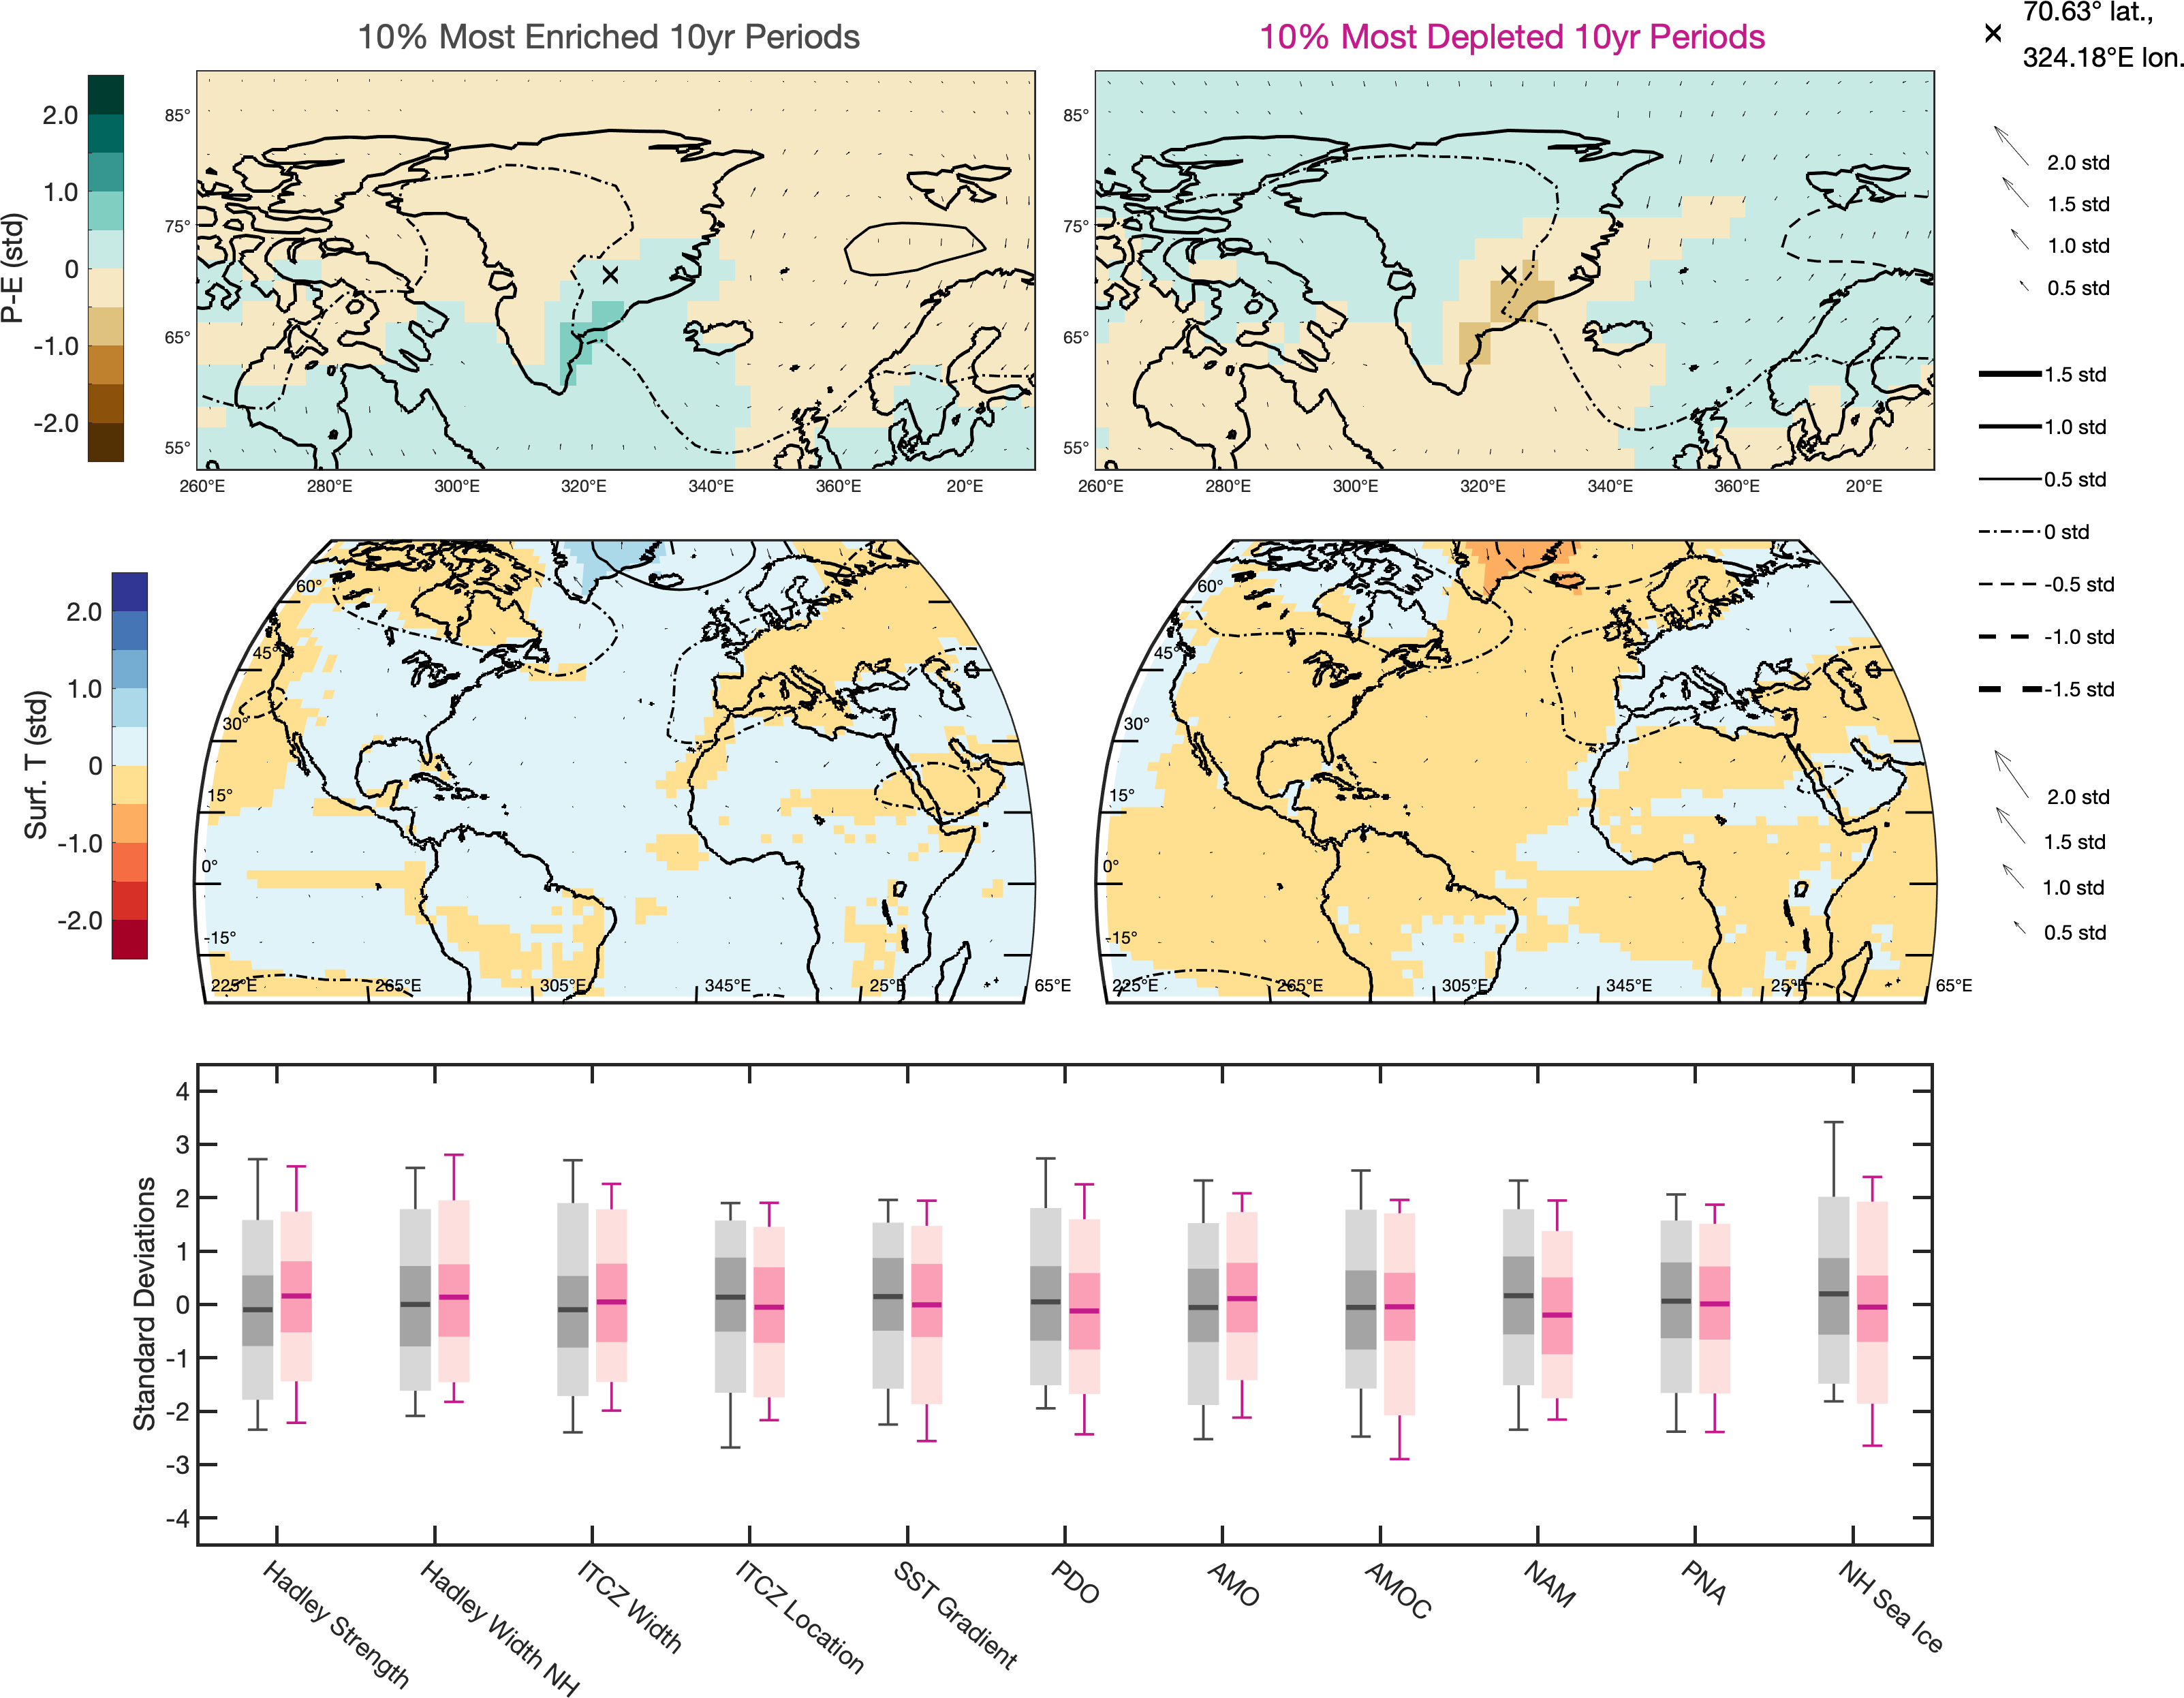 10% Most Enriched 10yr Periods
10% Most Depleted 10yr Periods
70.63° lat.,
324.18°E lon.
P-E (std)
2.0
1.0
0
-1.0
-2.0
85°
75°
65°
55°
260°E
280°E
300°E
320°E
340°E
360°E
20°E
85°
75°
65°
55°
260°E
280°E
300°E
320°E
340°E
360°E
20°E
2.0 std
1.5 std
1.0 std
0.5 std
1.5 std
1.0 std
0.5 std
0 std
-0.5 std
-1.0 std
-1.5 std
Surf. T (std)
2.0
1.0
0
-1.0
-2.0
60°
45°
30°
15°
0°
-15°
225°E
265°E
305°E
345°E
25°E
65°E
60°
45°
30°
15°
0°
-15°
225°E
265°E
305°E
345°E
25°E
65°E
2.0 std
1.5 std
1.0 std
0.5 std
Standard Deviations
4
3
2
1
0
-1
-2
-3
-4
Hadley Strength
Hadley Width NH
ITCZ Width
ITCZ Location
SST Gradient
PDO
AMO
AMOC
NAM
PNA
NH Sea Ice